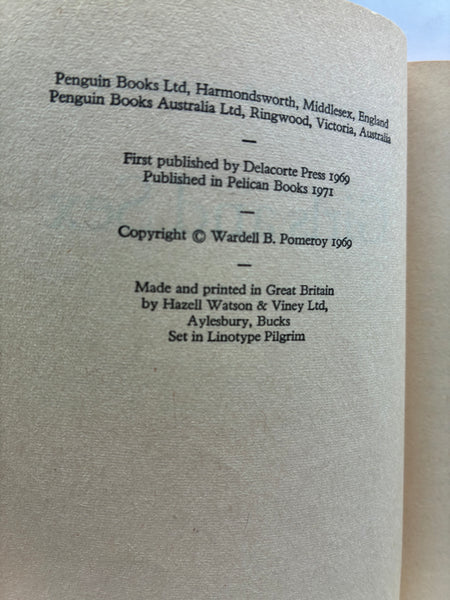 Penguin Books Ltd, Harmondsworth, Middlesex, England
Penguin Books Australia Ltd, Ringwood, Victoria, Australia
—
First published by Delacorte Press 1969
Published in Pelican Books 1971
—
Copyright © Wardell B. Pomeroy 1969
—
Made and printed in Great Britain
by Hazell Watson & Viney Ltd,
Aylesbury, Bucks
Set in Linotype Pilgrim